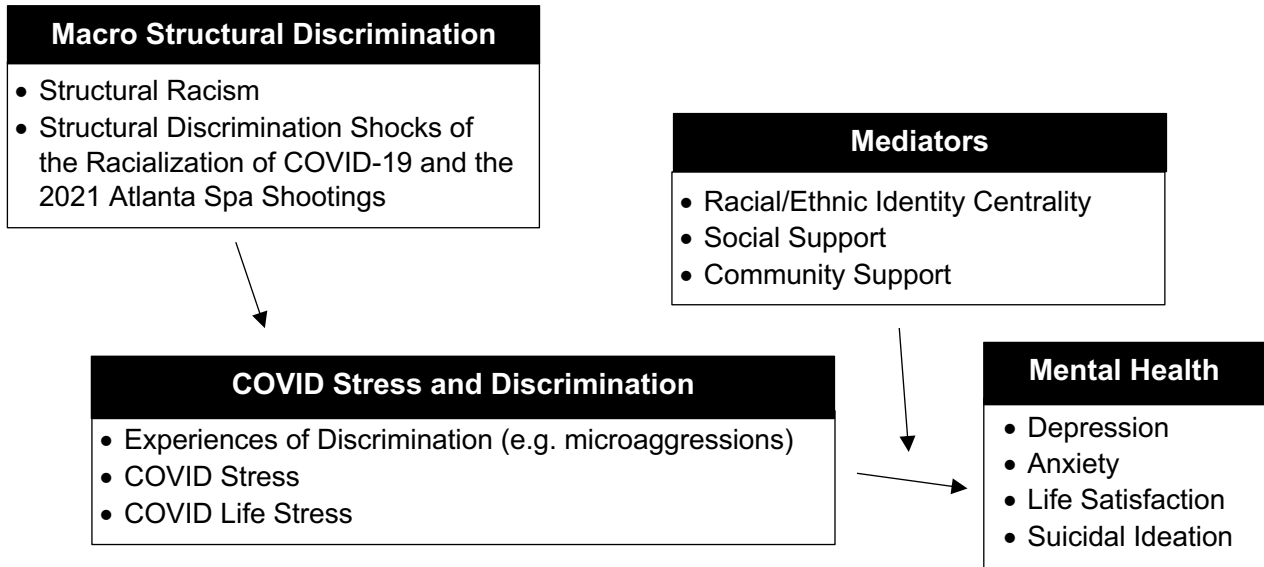 Macro Structural Discrimination
• Structural Racism
• Structural Discrimination Shocks of
the Racialization of COVID-19 and the
2021 Atlanta Spa Shootings
Mediators
• Racial/Ethnic Identity Centrality
• Social Support
• Community Support
COVID Stress and Discrimination
• Experiences of Discrimination (e.g. microaggressions)
• COVID Stress
• COVID Life Stress
Mental Health
• Depression
• Anxiety
• Life Satisfaction
• Suicidal Ideation